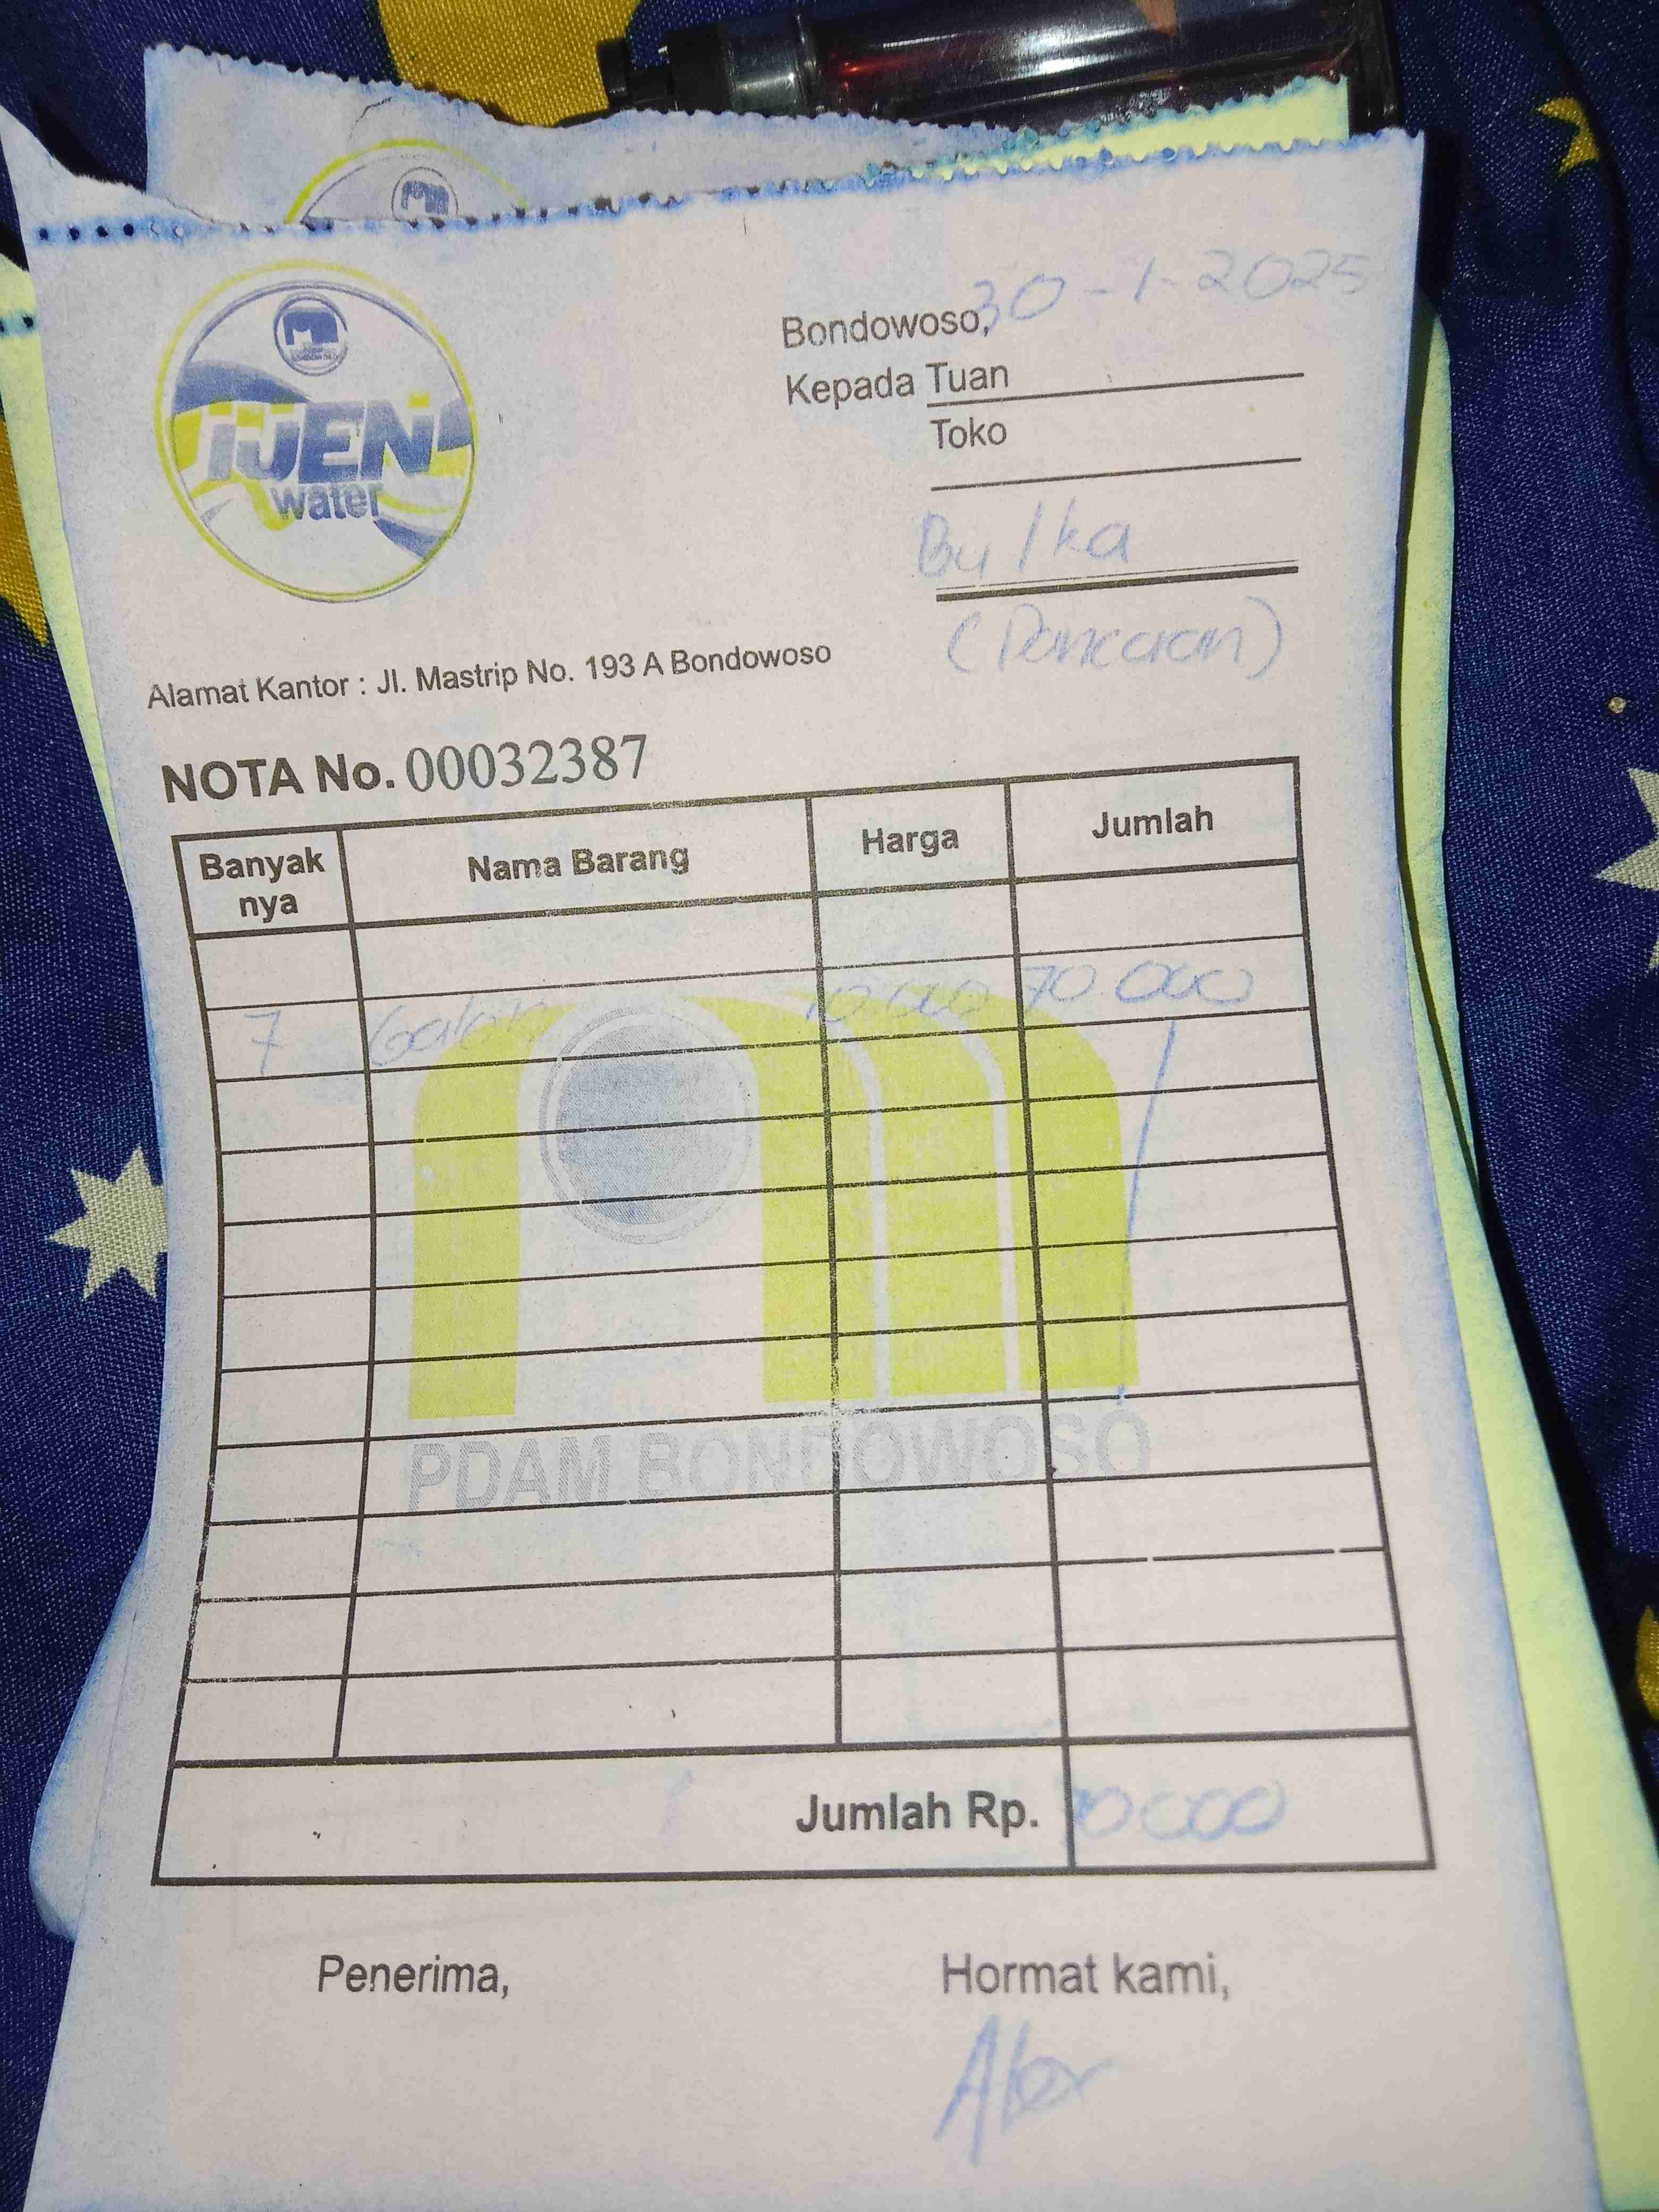 IJEN
water
Bondowoso, 30-1-2025
Kepada Tuan
Toko
Bu Ika
(Pancoran)
Alamat Kantor : Jl. Mastrip No. 193 A Bondowoso
NOTA No. 00032387
Banyak nya Nama Barang Harga Jumlah
7 Galon 10.000 70.000
PDAM BONDOWOSO
Jumlah Rp. 70000
Penerima, Hormat kami,
Alex